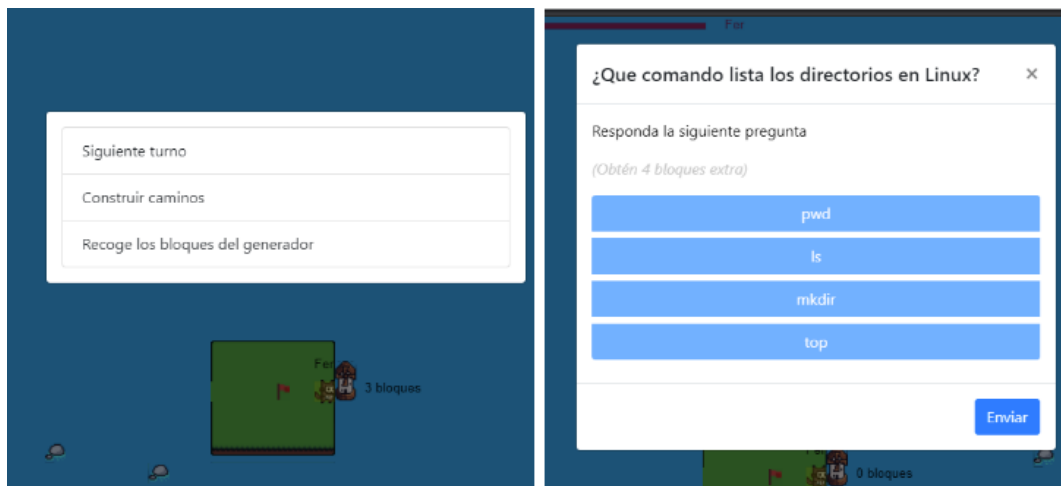 Siguiente turno
Construir caminos
Recoge los bloques del generador
Fer
3 bloques
Fer
¿Que comando lista los directorios en Linux? ×
Responda la siguiente pregunta
(Obtén 4 bloques extra)
pwd
ls
mkdir
top
Enviar
0 bloques